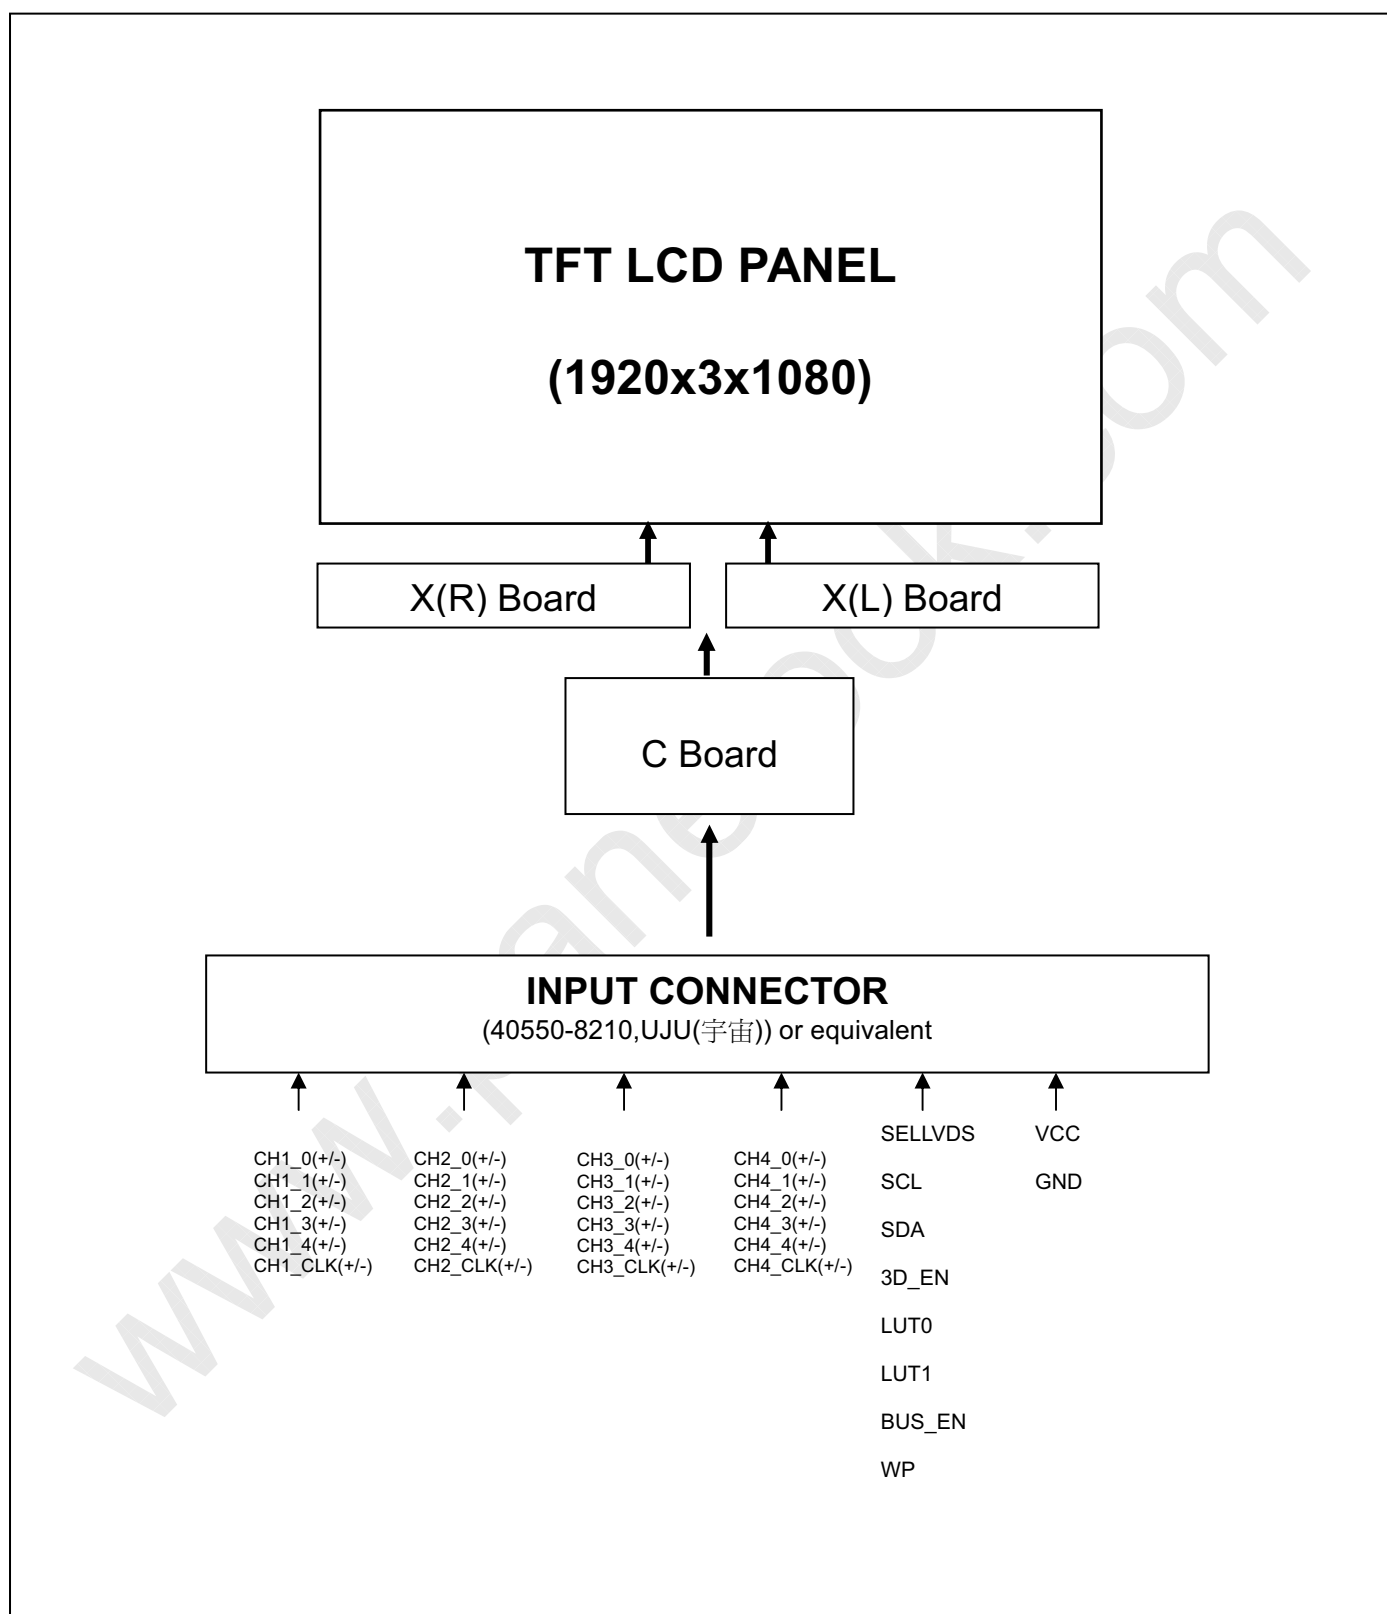 TFT LCD PANEL
(1920x3x1080)
X(R) Board
X(L) Board
C Board
INPUT CONNECTOR
(40550-8210,UJU(宇宙)) or equivalent
CH1_0(+/-)
CH1_1(+/-)
CH1_2(+/-)
CH1_3(+/-)
CH1_4(+/-)
CH1_CLK(+/-)
CH2_0(+/-)
CH2_1(+/-)
CH2_2(+/-)
CH2_3(+/-)
CH2_4(+/-)
CH2_CLK(+/-)
CH3_0(+/-)
CH3_1(+/-)
CH3_2(+/-)
CH3_3(+/-)
CH3_4(+/-)
CH3_CLK(+/-)
CH4_0(+/-)
CH4_1(+/-)
CH4_2(+/-)
CH4_3(+/-)
CH4_4(+/-)
CH4_CLK(+/-)
SELLVDS
SCL
SDA
3D_EN
LUT0
LUT1
BUS_EN
WP
VCC
GND